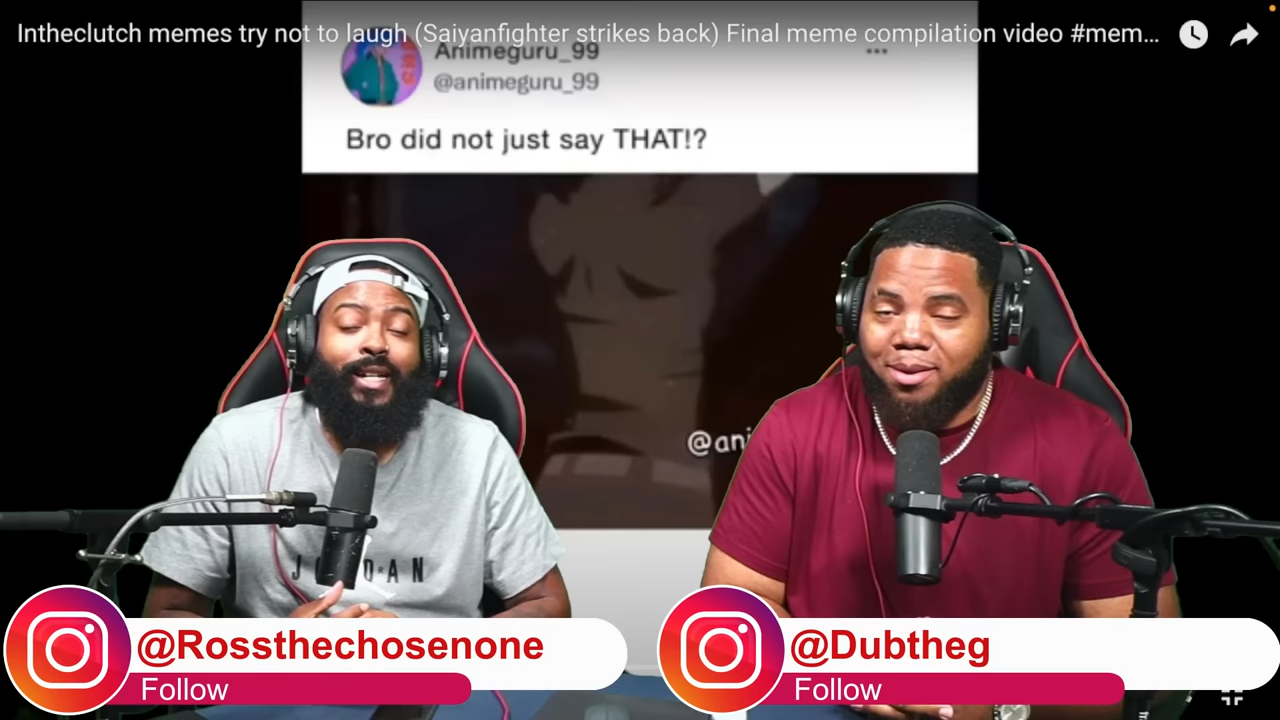 Intheclutch memes try not to laugh (Saiyanfighter strikes back) Final meme compilation video #mem...
Animeguru_99
@animeguru_99
Bro did not just say THAT!?
@ani
JORDAN
@Rossthechosenone
Follow
@Dubtheg
Follow